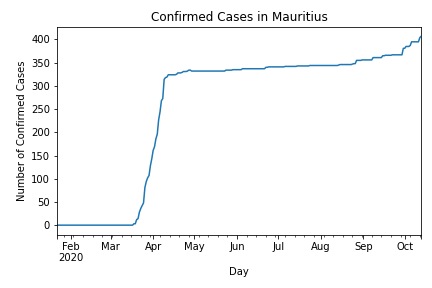 Confirmed Cases in Mauritius
Number of Confirmed Cases
400
350
300
250
200
150
100
50
0
Feb Mar Apr May Jun Jul Aug Sep Oct
2020
Day